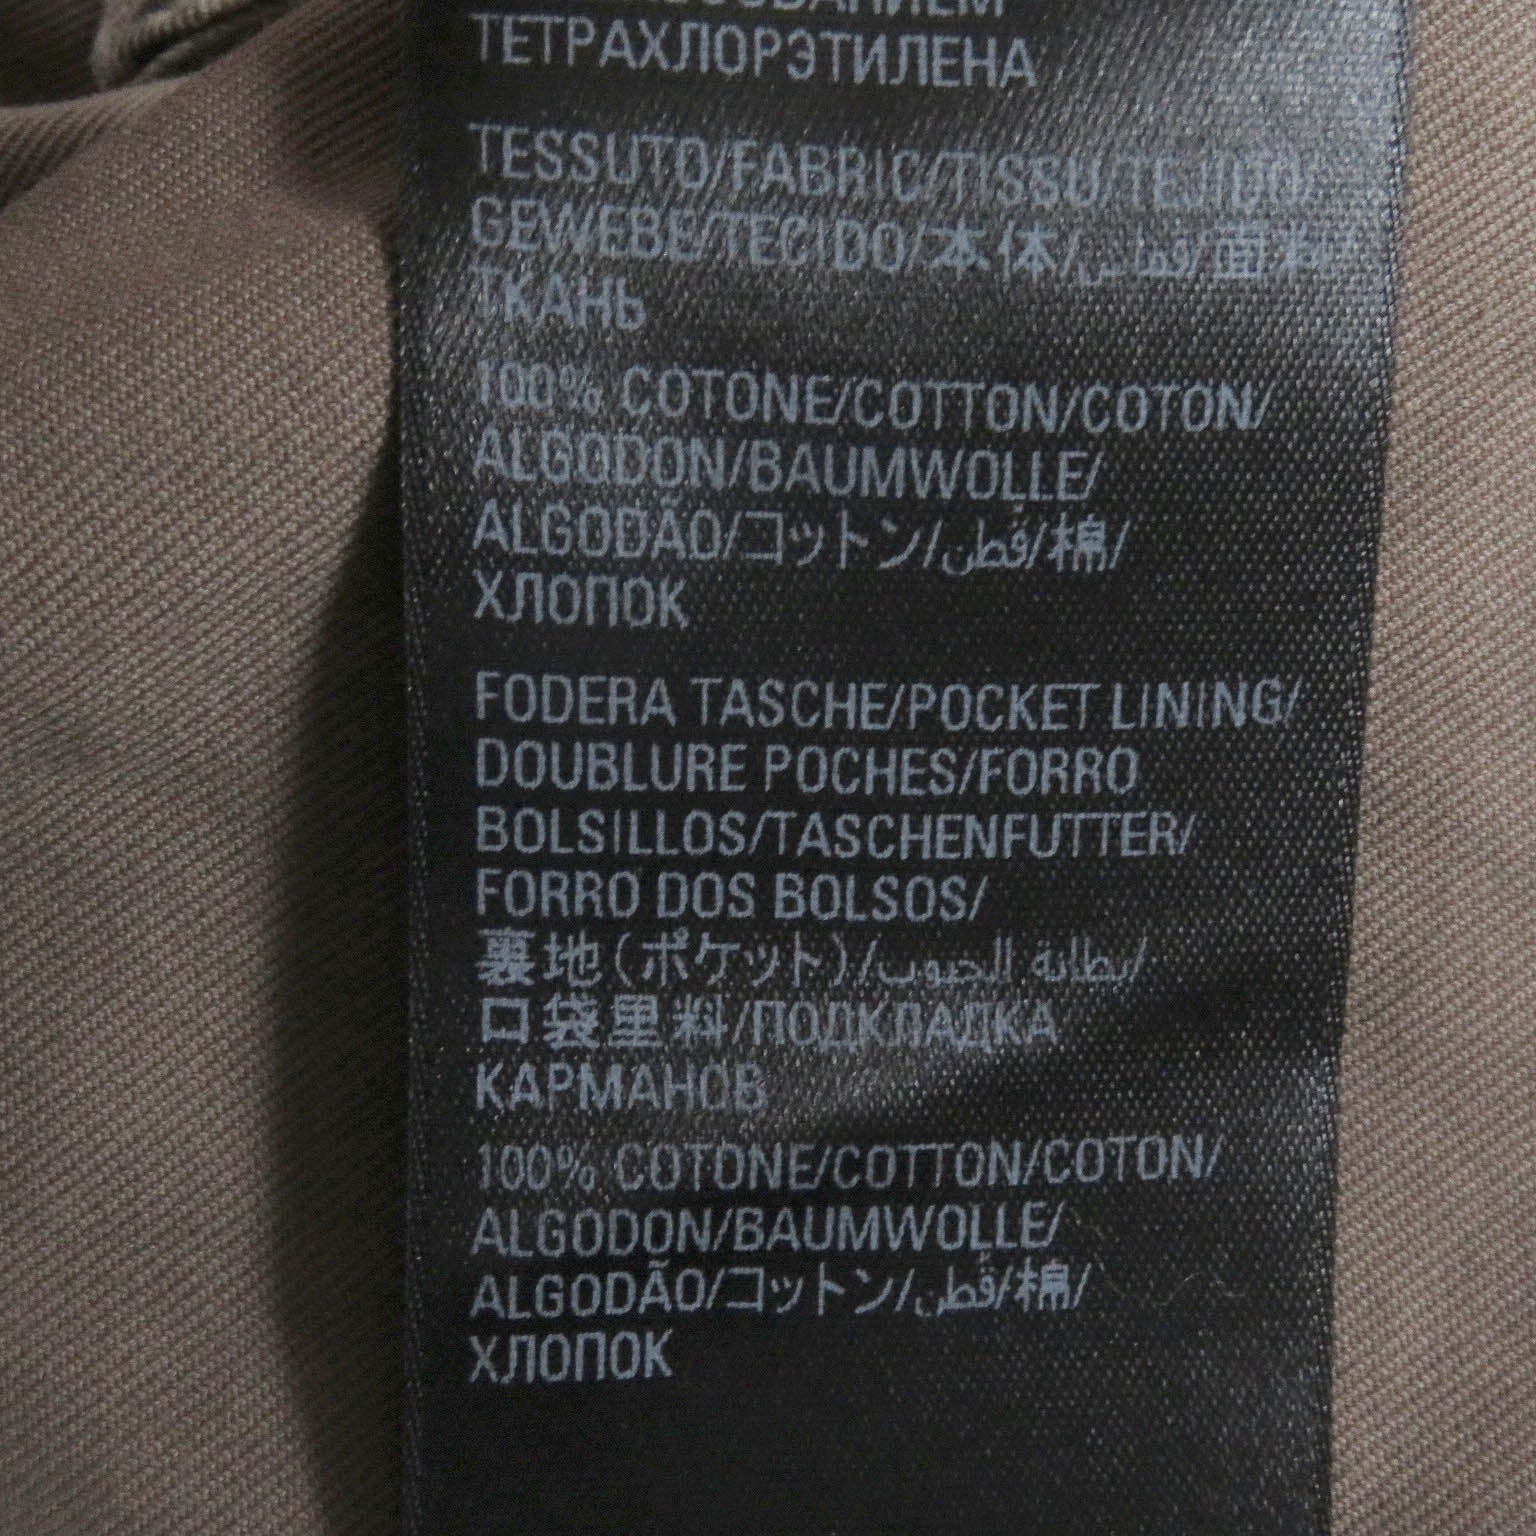 ТЕТРАХЛОРЭТИЛЕНА
TESSUTO/FABRIC/TISSU/TEJIDO/
GEWEBE/TECIDO/本体/قماش/面料/
ТКАНЬ
100% COTONE/COTTON/COTON/
ALGODON/BAUMWOLLE/
ALGODÃO/コットン/قطن/棉/
ХЛОПОК
FODERA TASCHE/POCKET LINING/
DOUBLURE POCHES/FORRO
BOLSILLOS/TASCHENFUTTER/
FORRO DOS BOLSOS/
裏地(ポケット)/بطانة الجيوب/
口袋里料/ПОДКЛАДКА
КАРМАНОВ
100% COTONE/COTTON/COTON/
ALGODON/BAUMWOLLE/
ALGODÃO/コットン/قطن/棉/
ХЛОПОК